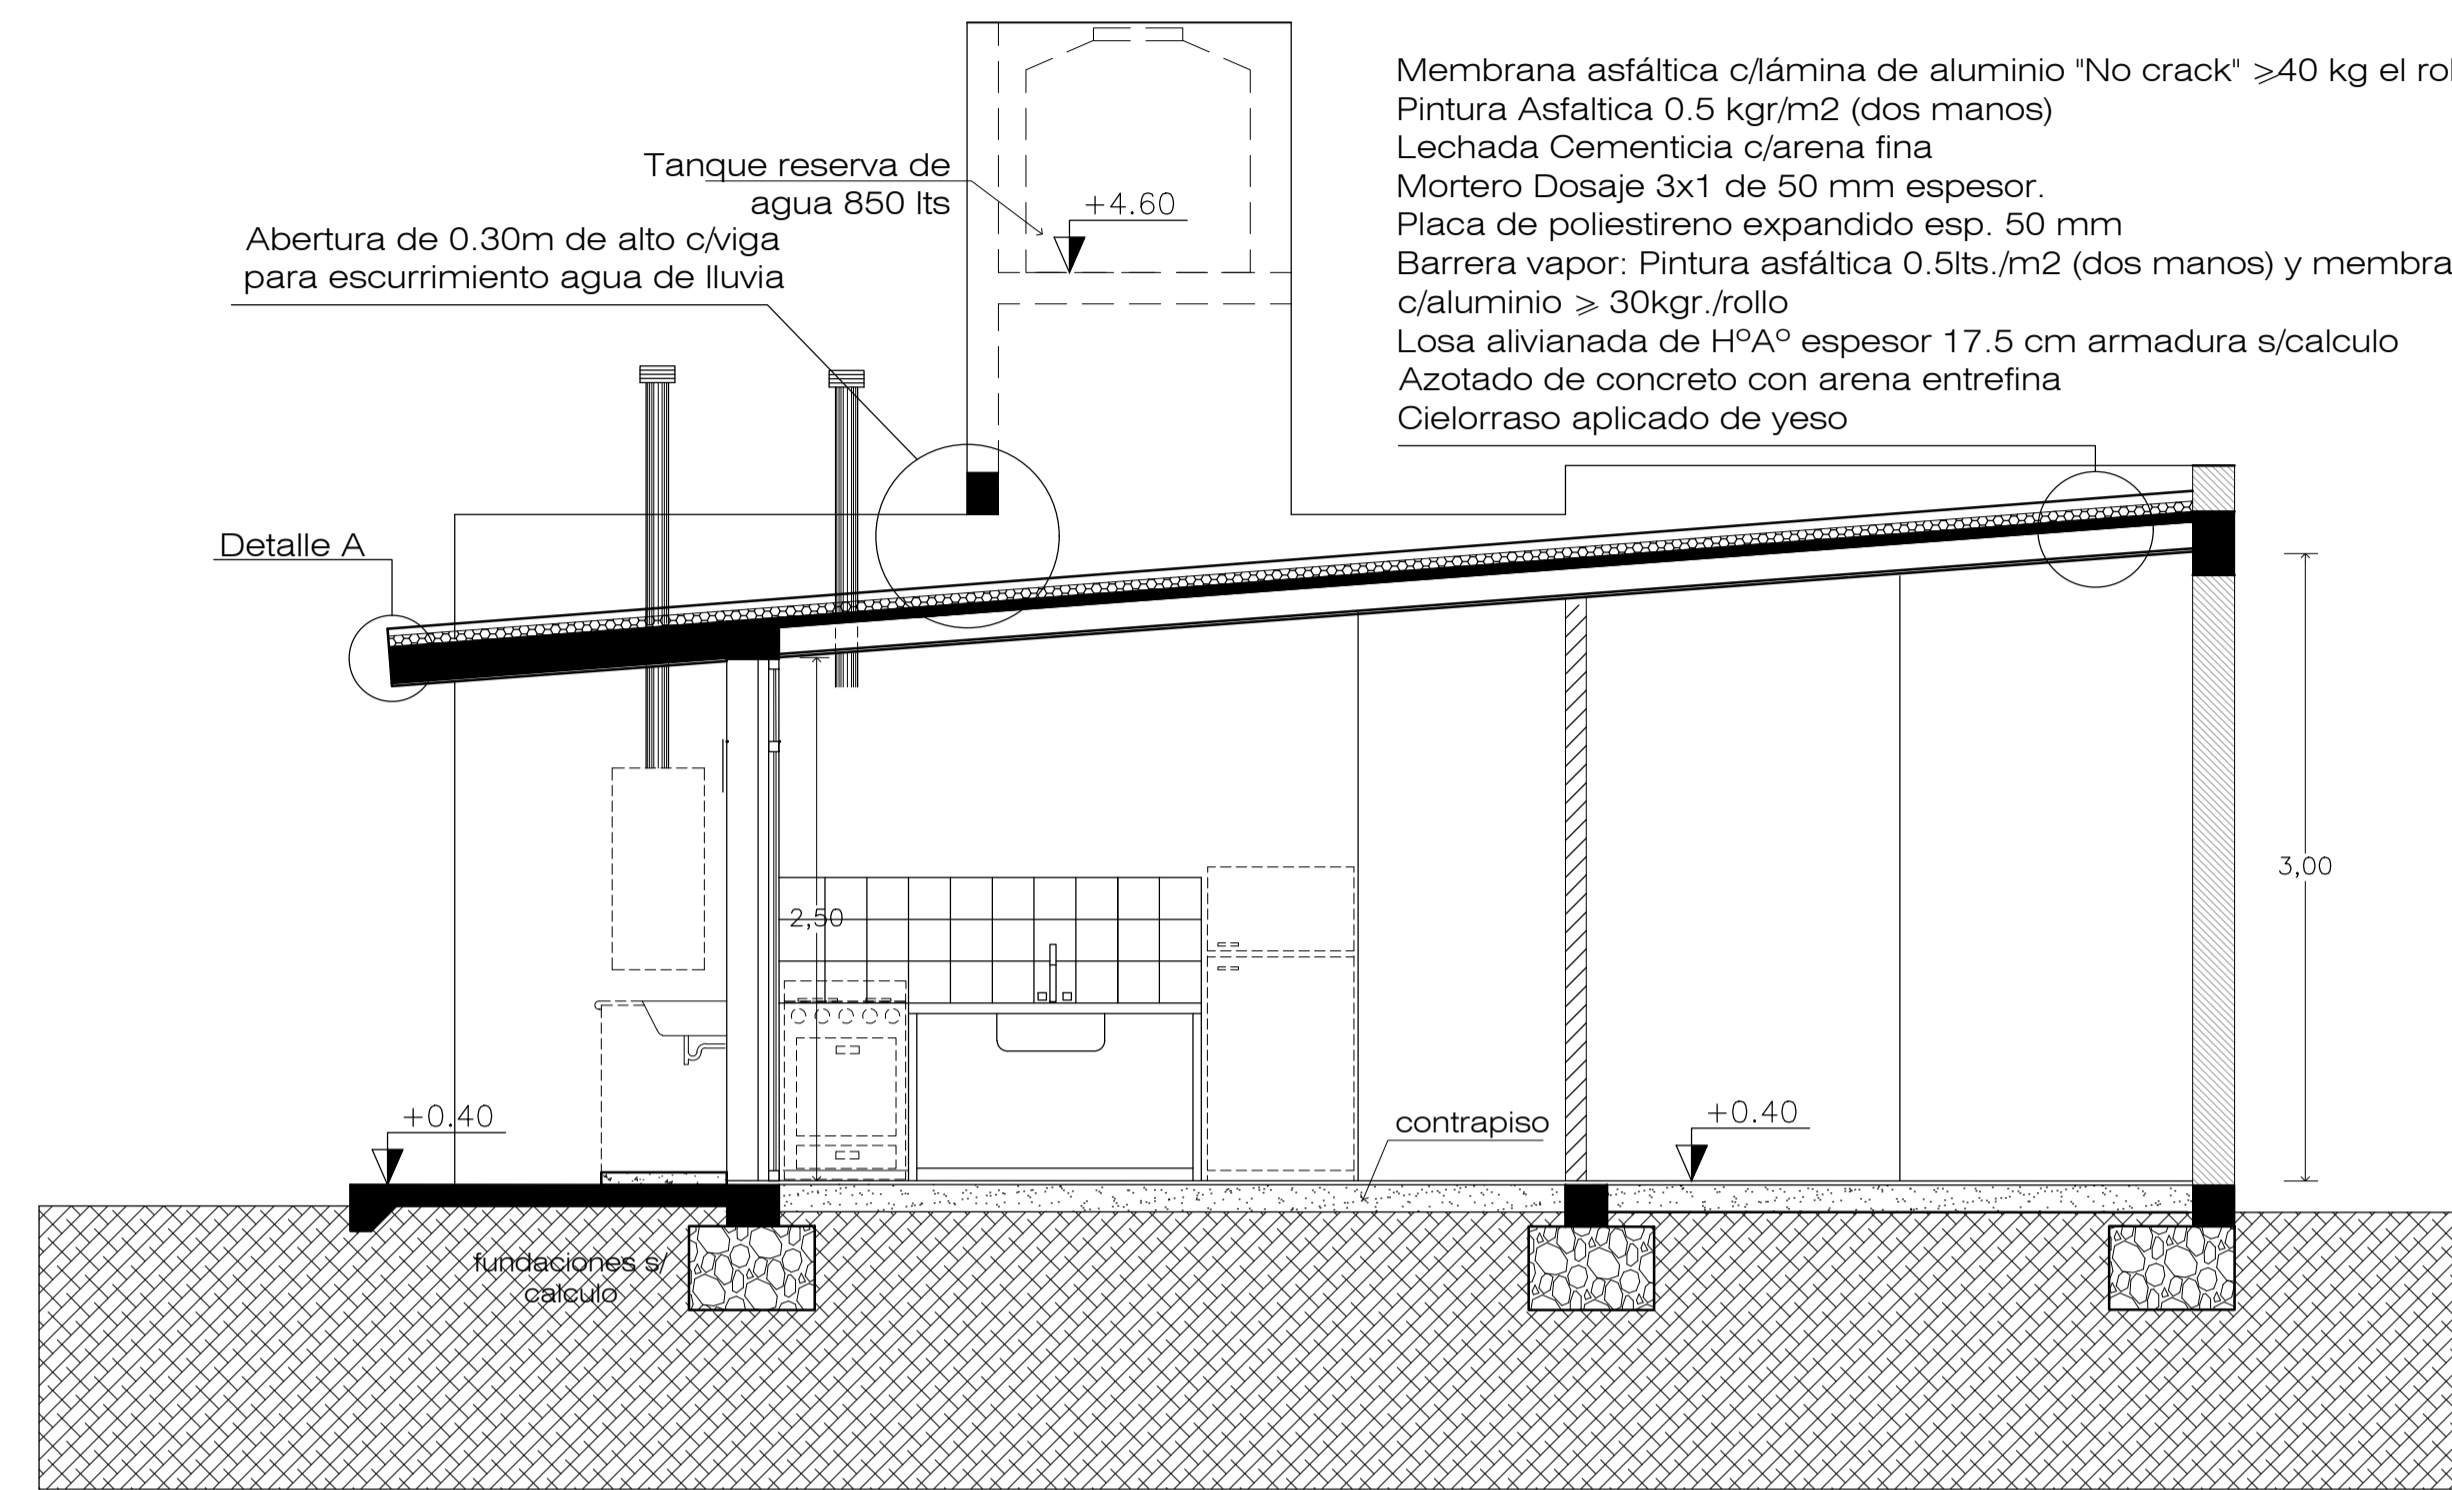 Membrana asfáltica c/lámina de aluminio "No crack" ⩾40 kg el rol
Pintura Asfaltica 0.5 kgr/m2 (dos manos)
Lechada Cementicia c/arena fina
Mortero Dosaje 3x1 de 50 mm espesor.
Placa de poliestireno expandido esp. 50 mm
Barrera vapor: Pintura asfáltica 0.5lts./m2 (dos manos) y membra
c/aluminio ⩾ 30kgr./rollo
Losa alivianada de HºAº espesor 17.5 cm armadura s/calculo
Azotado de concreto con arena entrefina
Cielorraso aplicado de yeso
Tanque reserva de
agua 850 lts
+4.60
Abertura de 0.30m de alto c/viga
para escurrimiento agua de lluvia
Detalle A
3,00
2,50
+0.40
contrapiso
+0.40
fundaciones s/
calculo